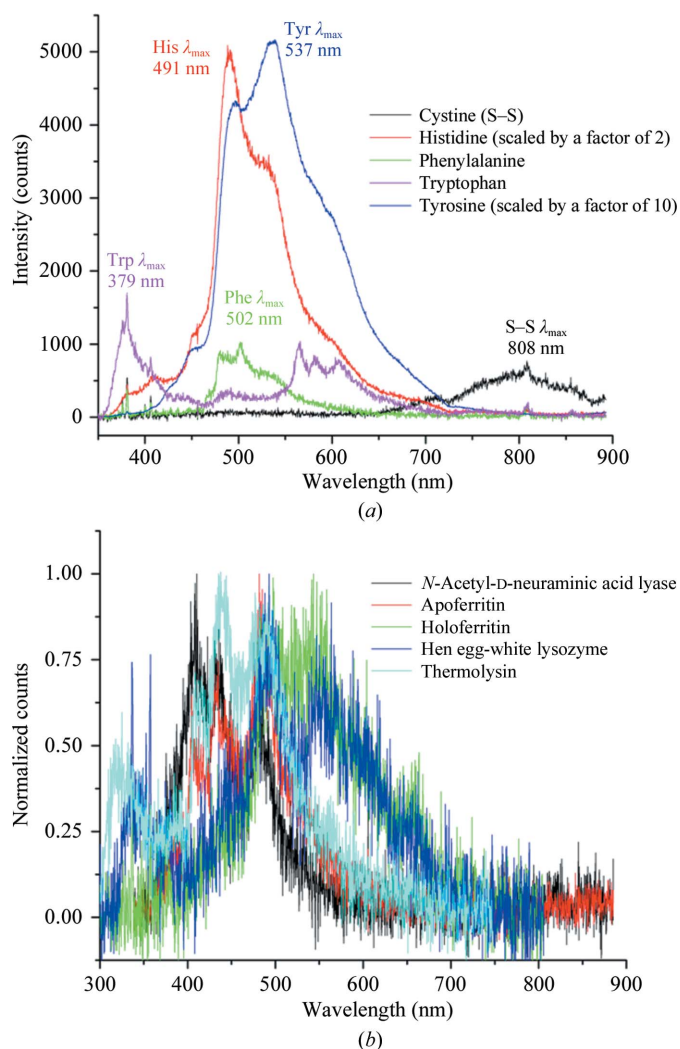 His λmax
491 nm
Tyr λmax
537 nm
5000
4000
3000
2000
1000
0
Intensity (counts)
Cystine (S–S)
Histidine (scaled by a factor of 2)
Phenylalanine
Tryptophan
Tyrosine (scaled by a factor of 10)
Trp λmax
379 nm
Phe λmax
502 nm
S–S λmax
808 nm
400 500 600 700 800 900
Wavelength (nm)
(a)
1.00
0.75
0.50
0.25
0.00
Normalized counts
N-Acetyl-D-neuraminic acid lyase
Apoferritin
Holoferritin
Hen egg-white lysozyme
Thermolysin
300 400 500 600 700 800 900
Wavelength (nm)
(b)